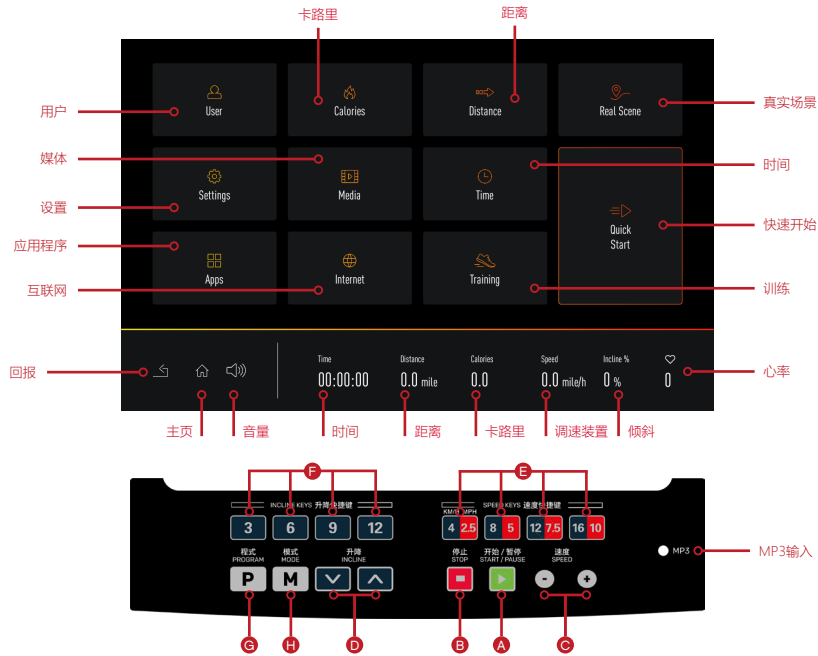 卡路里
距离
User
Calories
Distance
Real Scene
用户
真实场景
媒体
时间
Settings
Media
Time
Quick
Start
设置
快速开始
应用程序
Apps
Internet
Training
互联网
训练
Time
Distance
Calories
Speed
Incline %
00:00:00
0.0 mile
0.0
0.0 mile/h
0 %
0
回报
心率
主页
音量
时间
距离
卡路里
调速装置
倾斜
F
E
INCLINE KEYS 升降快捷键
SPEED KEYS 速度快捷键
KM/H MPH
3
6
9
12
4 2.5
8 5
12 7.5
16 10
程式
PROGRAM
模式
MODE
升降
INCLINE
停止
STOP
开始 / 暂停
START / PAUSE
速度
SPEED
MP3
MP3输入
P
M
-
+
G
H
D
B
A
C